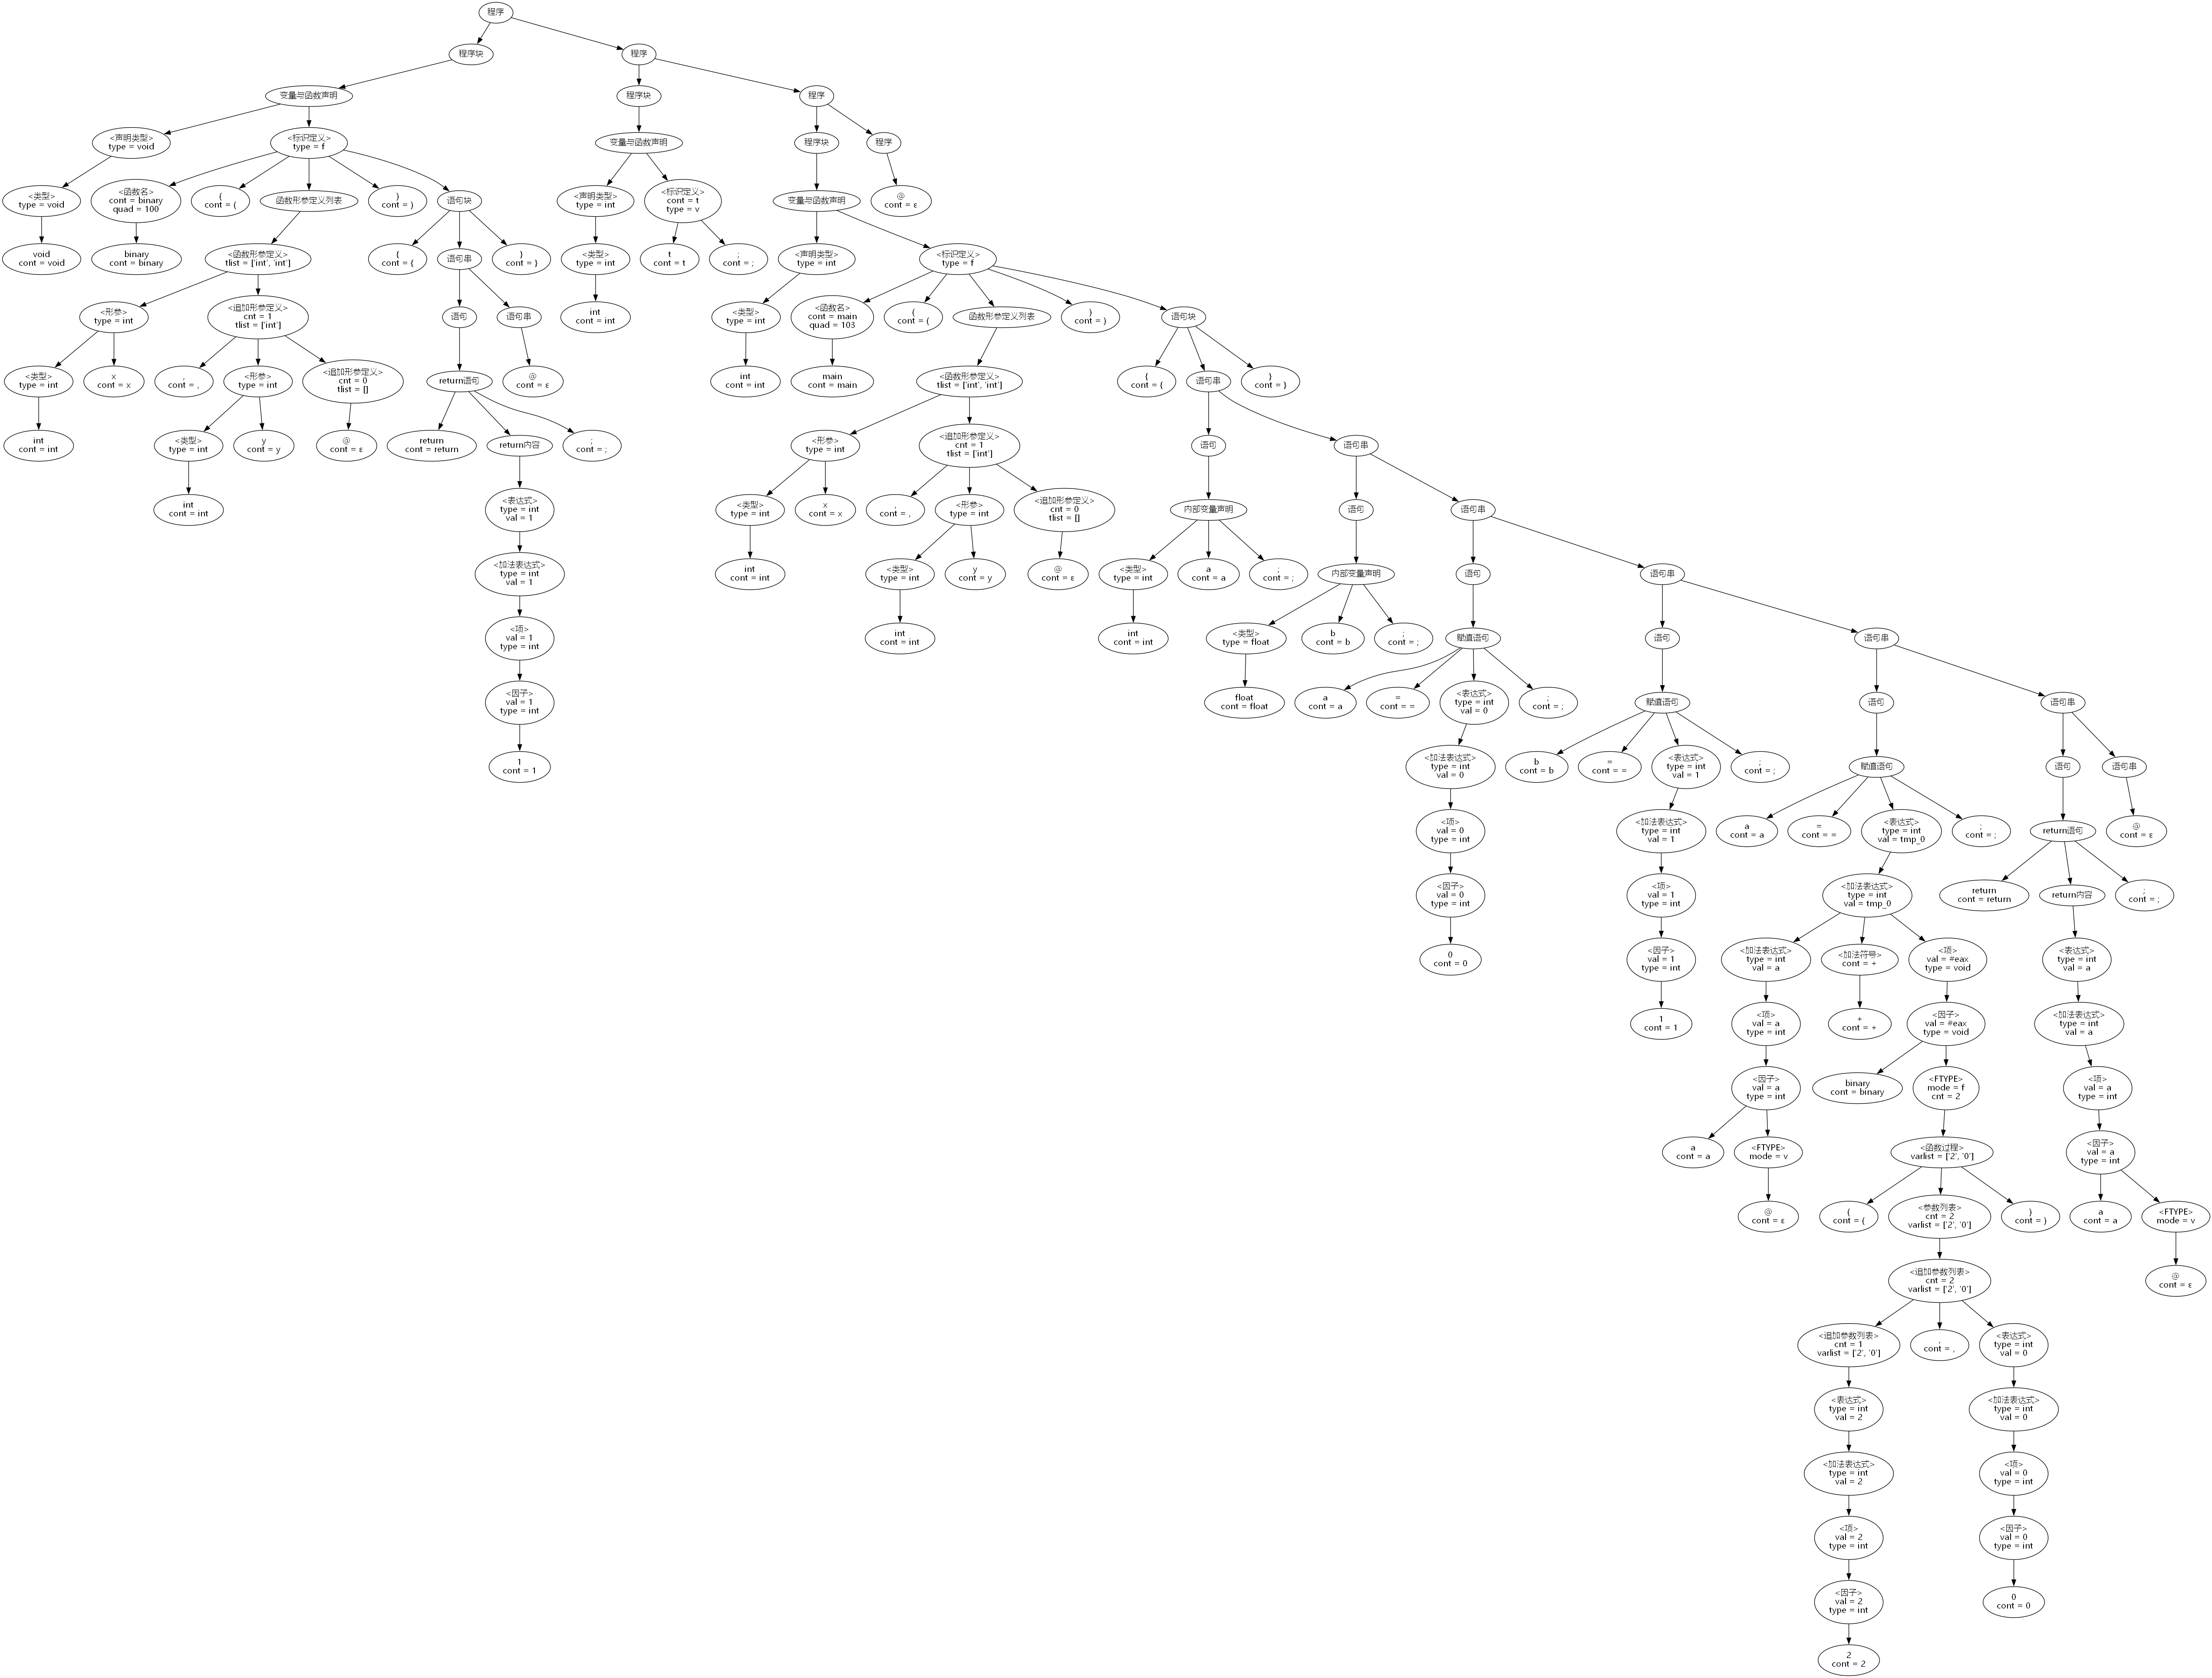 程序
程序块
程序
变量与函数声明
程序块
程序
<声明类型>
type = void
<标识定义>
type = f
变量与函数声明
程序块
程序
<类型>
type = void
<函数名>
cont = binary
quad = 100
(
cont = (
函数形参定义列表
)
cont = )
语句块
<声明类型>
type = int
<标识定义>
cont = t
type = v
变量与函数声明
@
cont = ε
void
cont = void
binary
cont = binary
<函数形参定义>
tlist = ['int', 'int']
{
cont = {
语句串
}
cont = }
<类型>
type = int
t
cont = t
;
cont = ;
<声明类型>
type = int
<标识定义>
type = f
<形参>
type = int
<追加形参定义>
cnt = 1
tlist = ['int']
语句
语句串
int
cont = int
<类型>
type = int
<函数名>
cont = main
quad = 103
(
cont = (
函数形参定义列表
)
cont = )
语句块
<类型>
type = int
x
cont = x
,
cont = ,
<形参>
type = int
<追加形参定义>
cnt = 0
tlist = []
return语句
@
cont = ε
int
cont = int
main
cont = main
<函数形参定义>
tlist = ['int', 'int']
{
cont = {
语句串
}
cont = }
int
cont = int
<类型>
type = int
y
cont = y
@
cont = ε
return
cont = return
return内容
;
cont = ;
<形参>
type = int
<追加形参定义>
cnt = 1
tlist = ['int']
语句
语句串
int
cont = int
<表达式>
type = int
val = 1
<类型>
type = int
x
cont = x
,
cont = ,
<形参>
type = int
<追加形参定义>
cnt = 0
tlist = []
内部变量声明
语句
语句串
<加法表达式>
type = int
val = 1
int
cont = int
<类型>
type = int
y
cont = y
@
cont = ε
<类型>
type = int
a
cont = a
;
cont = ;
内部变量声明
语句
语句串
<项>
val = 1
type = int
int
cont = int
int
cont = int
<类型>
type = float
b
cont = b
;
cont = ;
赋值语句
语句
语句串
<因子>
val = 1
type = int
float
cont = float
a
cont = a
=
cont = =
<表达式>
type = int
val = 0
;
cont = ;
赋值语句
语句
语句串
1
cont = 1
<加法表达式>
type = int
val = 0
b
cont = b
=
cont = =
<表达式>
type = int
val = 1
;
cont = ;
赋值语句
语句
语句串
<项>
val = 0
type = int
<加法表达式>
type = int
val = 1
a
cont = a
=
cont = =
<表达式>
type = int
val = tmp_0
;
cont = ;
return语句
@
cont = ε
<因子>
val = 0
type = int
<项>
val = 1
type = int
<加法表达式>
type = int
val = tmp_0
return
cont = return
return内容
;
cont = ;
0
cont = 0
<因子>
val = 1
type = int
<加法表达式>
type = int
val = a
<加法符号>
cont = +
<项>
val = #eax
type = void
<表达式>
type = int
val = a
1
cont = 1
<项>
val = a
type = int
+
cont = +
<因子>
val = #eax
type = void
<加法表达式>
type = int
val = a
<因子>
val = a
type = int
binary
cont = binary
<FTYPE>
mode = f
cnt = 2
<项>
val = a
type = int
a
cont = a
<FTYPE>
mode = v
<函数过程>
varlist = ['2', '0']
<因子>
val = a
type = int
@
cont = ε
(
cont = (
<参数列表>
cnt = 2
varlist = ['2', '0']
)
cont = )
a
cont = a
<FTYPE>
mode = v
<追加参数列表>
cnt = 2
varlist = ['2', '0']
@
cont = ε
<追加参数列表>
cnt = 1
varlist = ['2', '0']
,
cont = ,
<表达式>
type = int
val = 0
<表达式>
type = int
val = 2
<加法表达式>
type = int
val = 0
<加法表达式>
type = int
val = 2
<项>
val = 0
type = int
<项>
val = 2
type = int
<因子>
val = 0
type = int
<因子>
val = 2
type = int
0
cont = 0
2
cont = 2